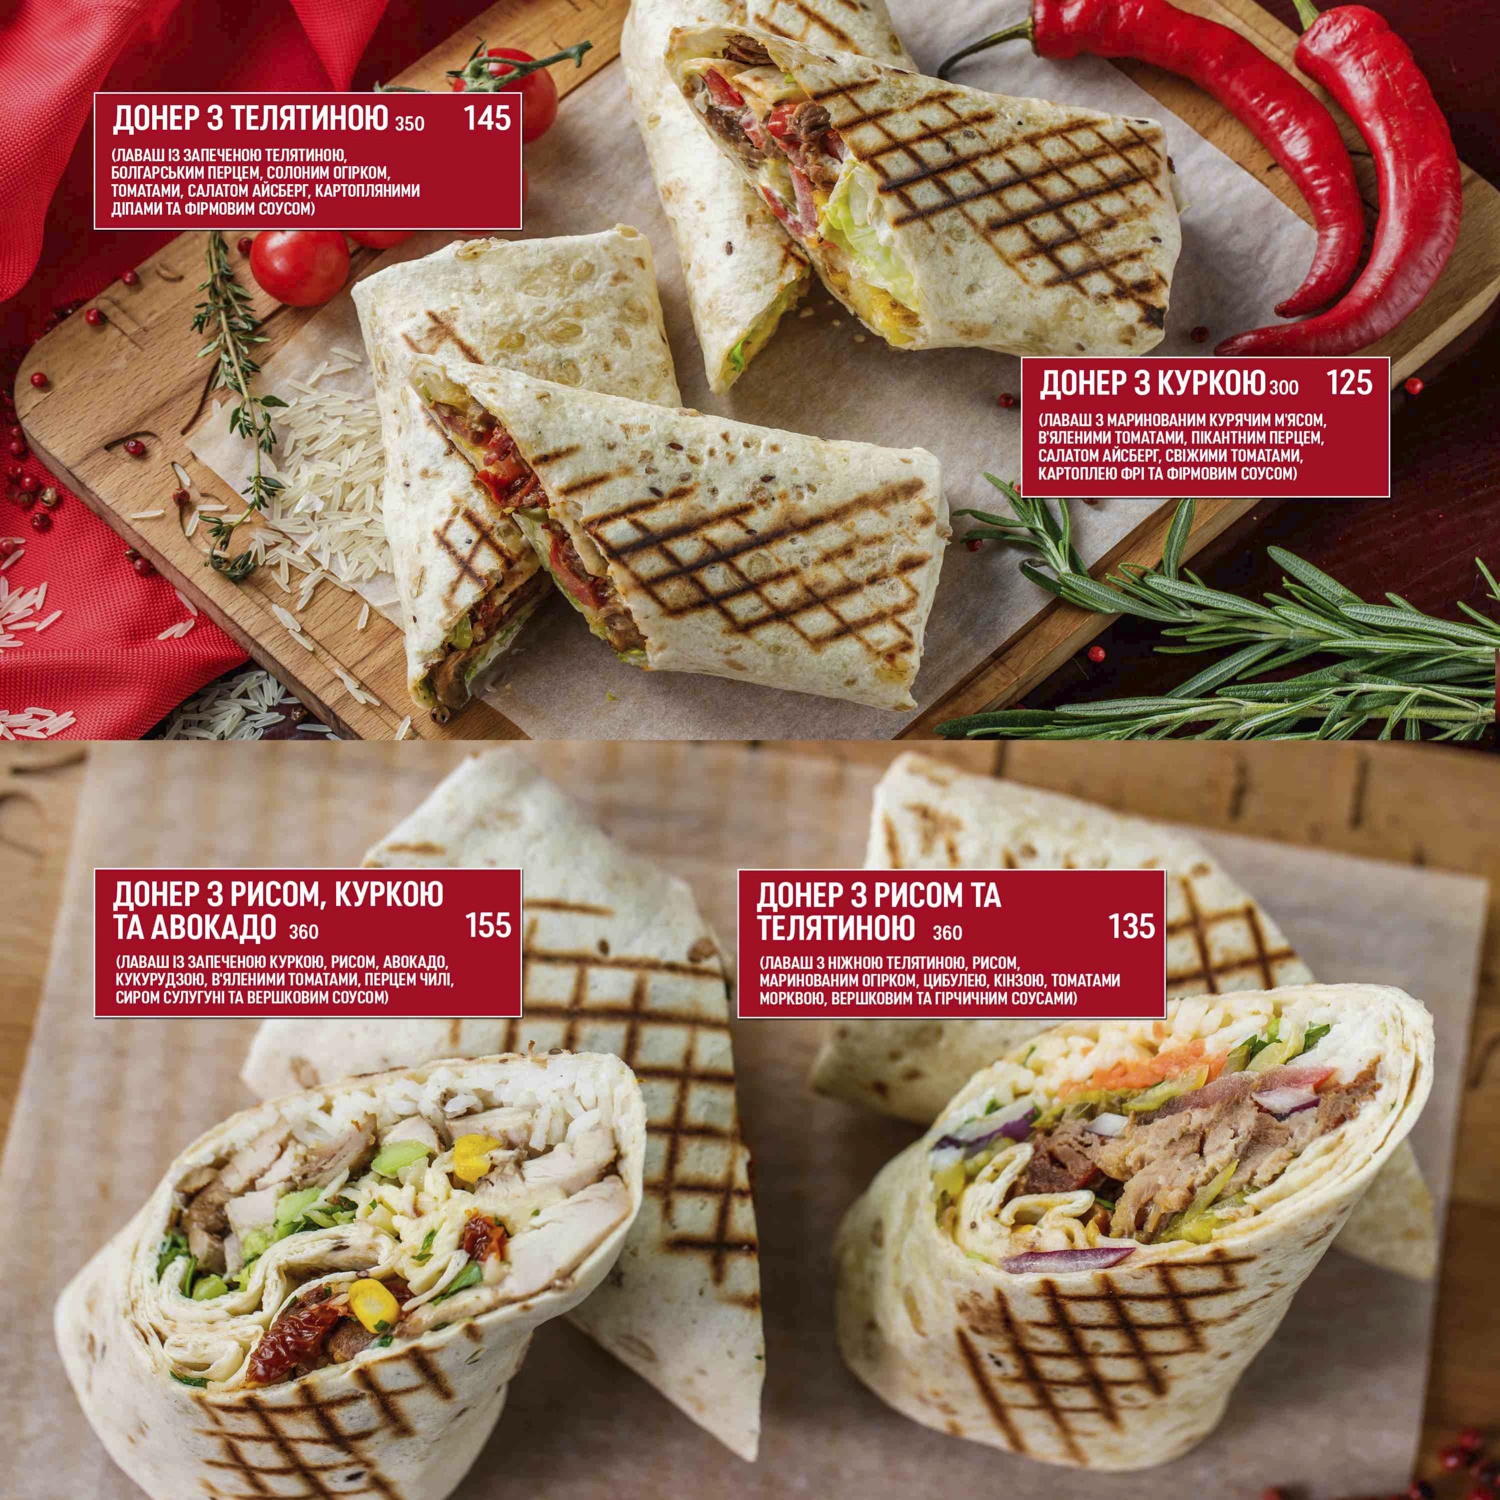 ДОНЕР З ТЕЛЯТИНОЮ 350 145
(ЛАВАШ ІЗ ЗАПЕЧЕНОЮ ТЕЛЯТИНОЮ,
БОЛГАРСЬКИМ ПЕРЦЕМ, СОЛОНИМ ОГІРКОМ,
ТОМАТАМИ, САЛАТОМ АЙСБЕРГ, КАРТОПЛЯНИМИ
ДІПАМИ ТА ФІРМОВИМ СОУСОМ)
ДОНЕР З КУРКОЮ 300 125
(ЛАВАШ З МАРИНОВАНИМ КУРЯЧИМ М'ЯСОМ,
В'ЯЛЕНИМИ ТОМАТАМИ, ПІКАНТНИМ ПЕРЦЕМ,
САЛАТОМ АЙСБЕРГ, СВІЖИМИ ТОМАТАМИ,
КАРТОПЛЕЮ ФРІ ТА ФІРМОВИМ СОУСОМ)
ДОНЕР З РИСОМ, КУРКОЮ
ТА АВОКАДО 360 155
(ЛАВАШ ІЗ ЗАПЕЧЕНОЮ КУРКОЮ, РИСОМ, АВОКАДО,
КУКУРУДЗОЮ, В'ЯЛЕНИМИ ТОМАТАМИ, ПЕРЦЕМ ЧИЛІ,
СИРОМ СУЛУГУНІ ТА ВЕРШКОВИМ СОУСОМ)
ДОНЕР З РИСОМ ТА
ТЕЛЯТИНОЮ 360 135
(ЛАВАШ З НІЖНОЮ ТЕЛЯТИНОЮ, РИСОМ,
МАРИНОВАНИМ ОГІРКОМ, ЦИБУЛЕЮ, КІНЗОЮ, ТОМАТАМИ
МОРКВОЮ, ВЕРШКОВИМ ТА ГІРЧИЧНИМ СОУСАМИ)